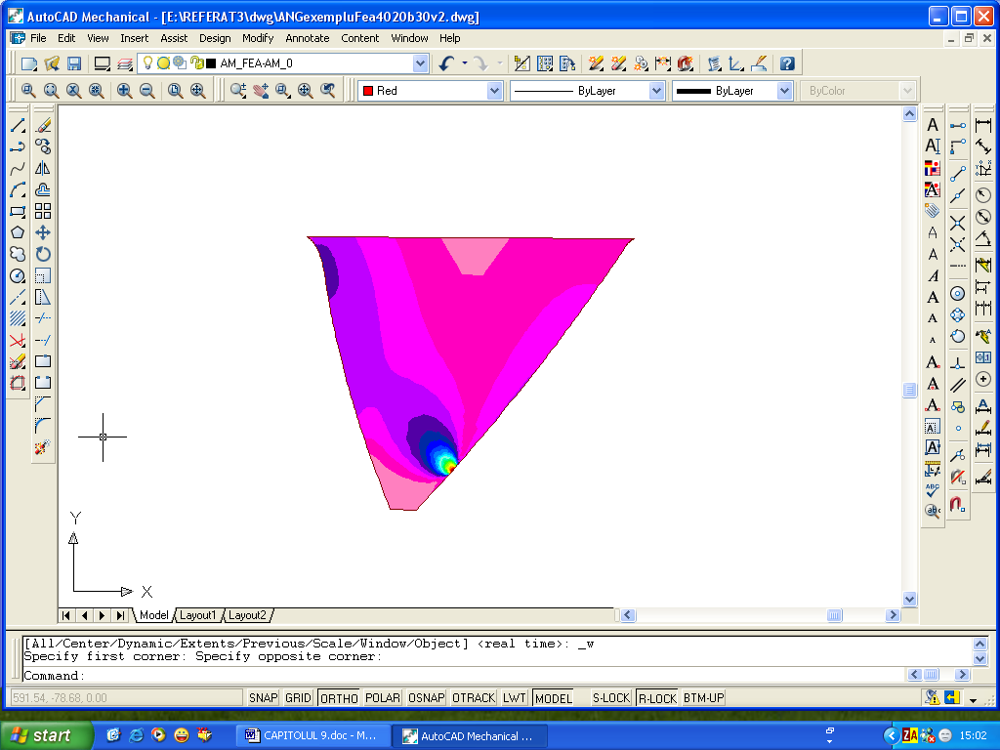 AutoCAD Mechanical - [E:\REFERAT3\dwg\ANGexempluFea4020b30v2.dwg]
File Edit View Insert Assist Design Modify Annotate Content Window Help
AM_FEA-AM_0
Red ByLayer ByLayer ByColor
Y
X
Model Layout1 Layout2
[All/Center/Dynamic/Extents/Previous/Scale/Window/Object] <real time>: _w
Specify first corner: Specify opposite corner:
Command:
591.54, -78.68, 0.00 SNAP GRID ORTHO POLAR OSNAP OTRACK LWT MODEL S-LOCK R-LOCK BTM-UP
start CAPITOLUL 9.doc - M... AutoCAD Mechanical ... ZA 15:02